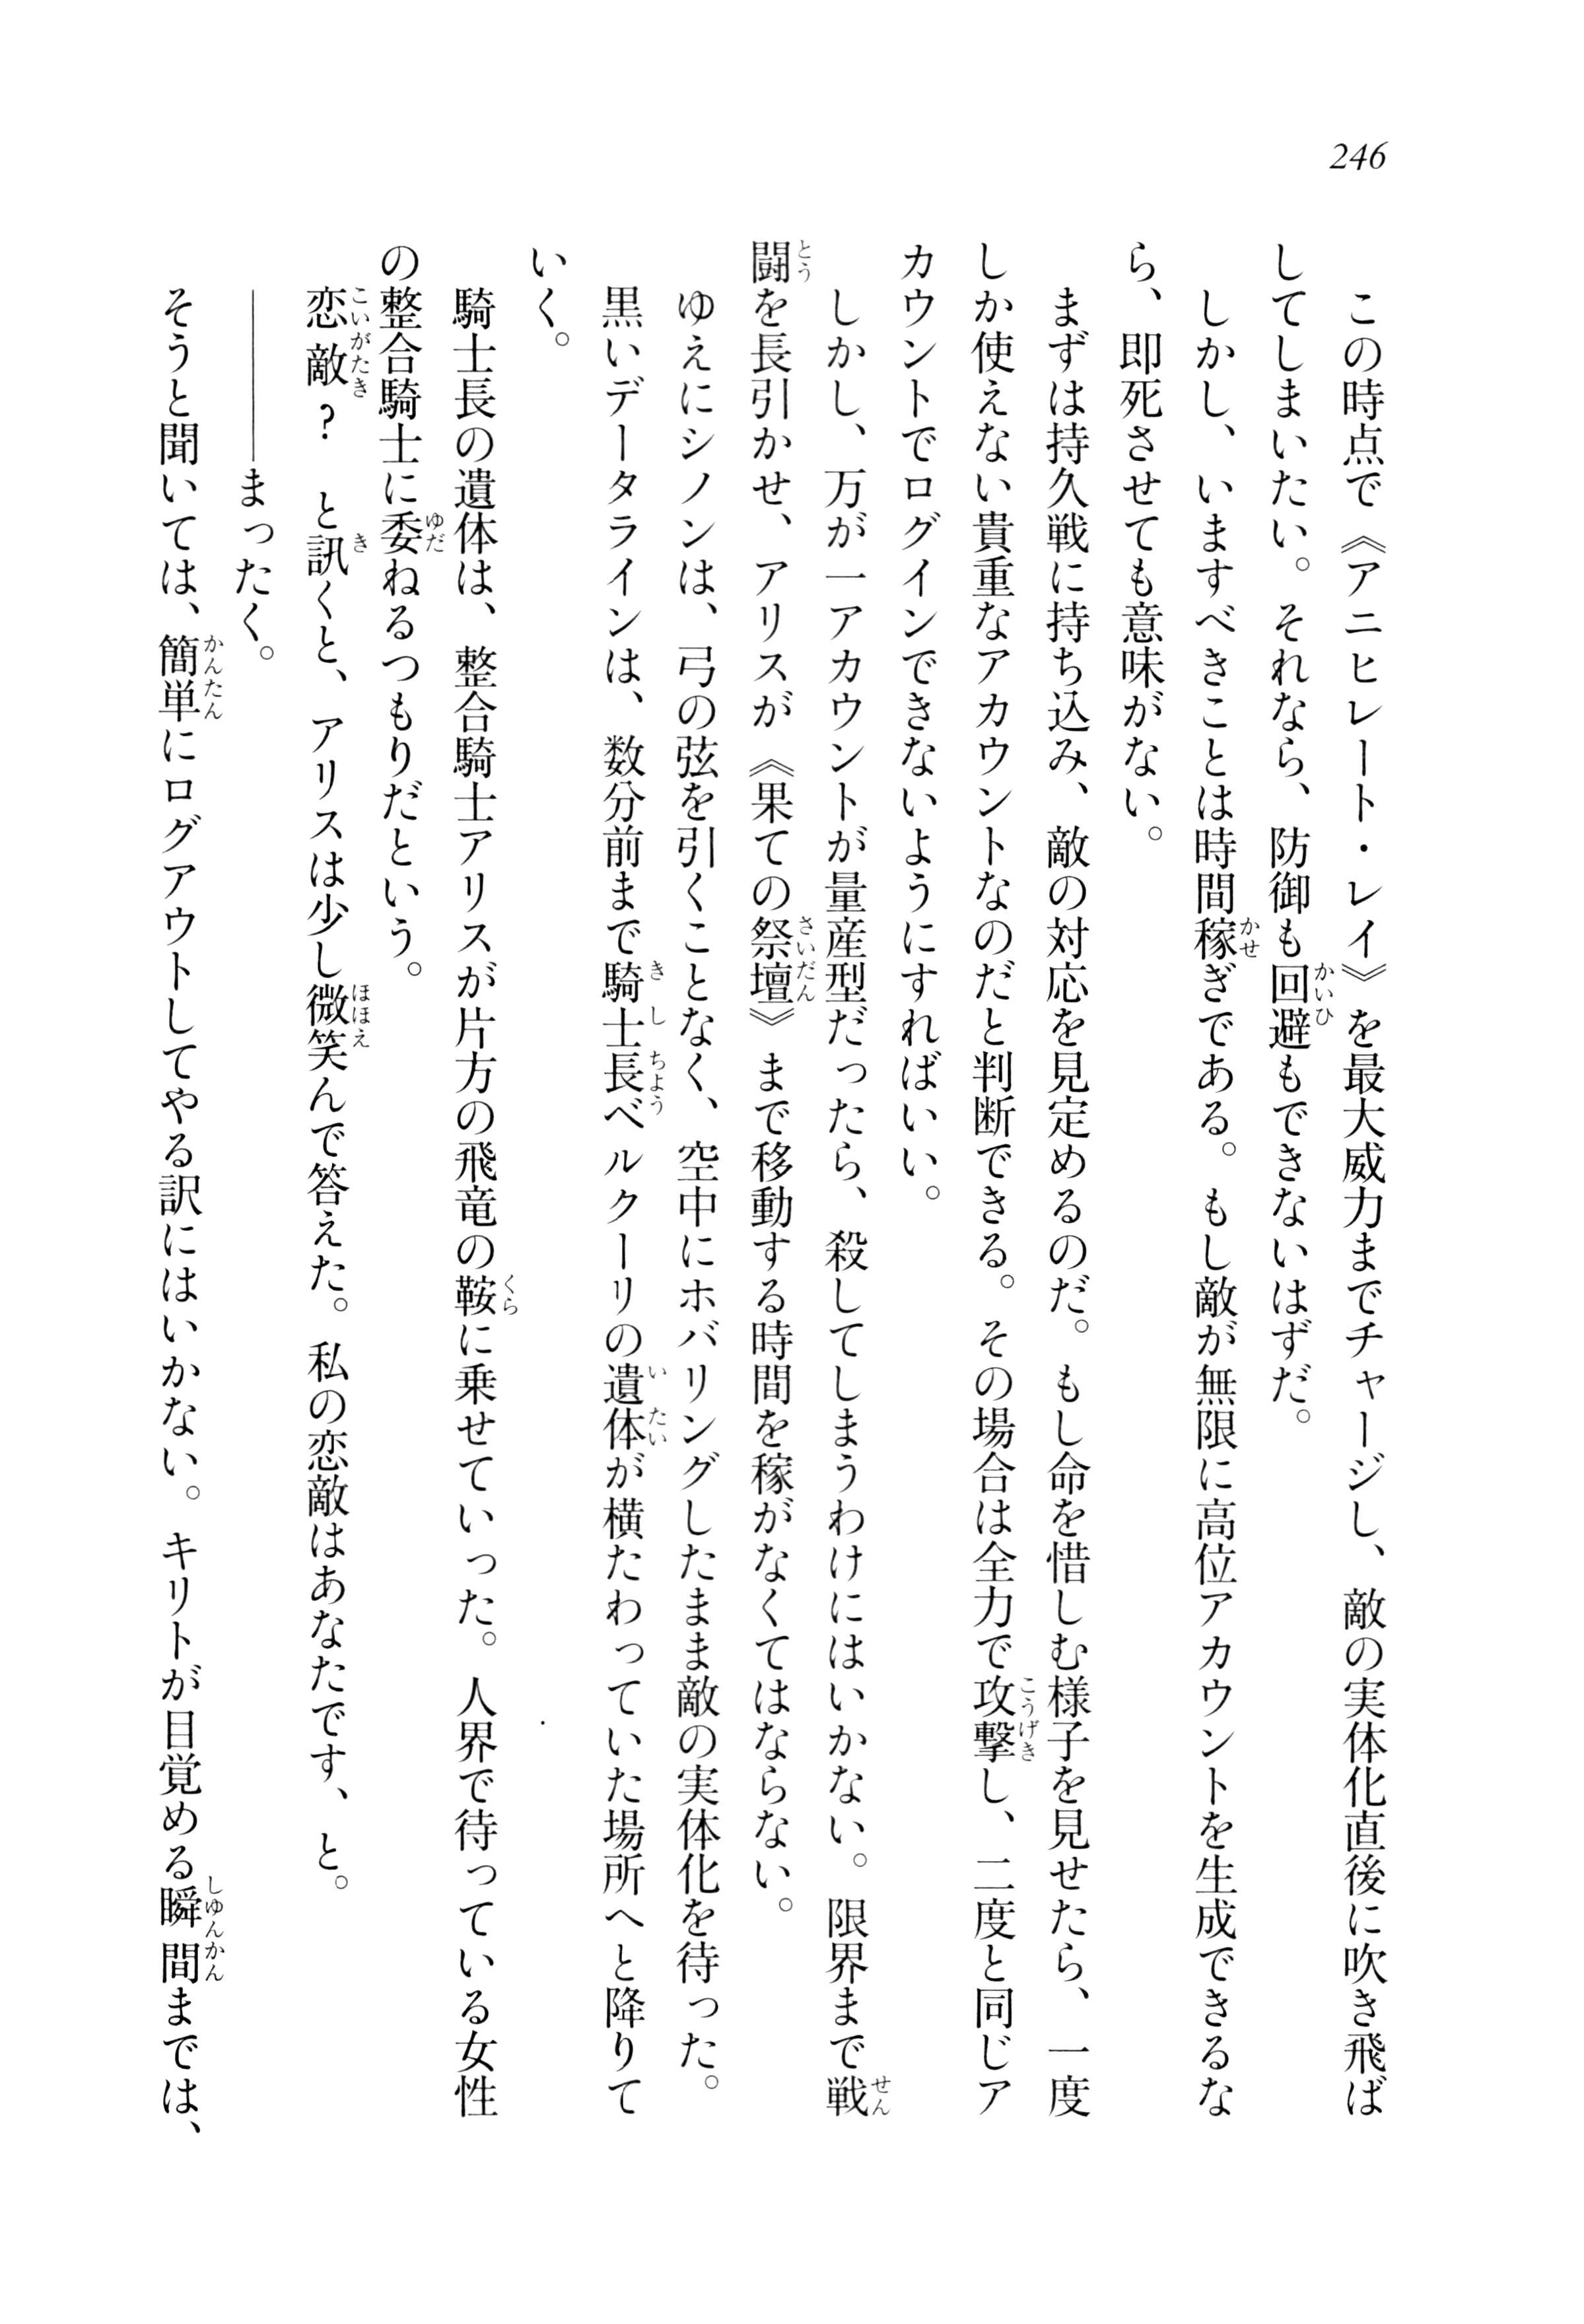 246
この時点で《アニヒレート・レイ》を最大威力までチャージし、敵の実体化直後に吹き飛ば
してしまいたい。それなら、防御も回避もできないはずだ。
しかし、いますべきことは時間稼ぎである。もし敵が無限に高位アカウントを生成できるな
ら、即死させても意味がない。
まずは持久戦に持ち込み、敵の対応を見定めるのだ。もし命を惜しむ様子を見せたら、一度
しか使えない貴重なアカウントなのだと判断できる。その場合は全力で攻撃し、二度と同じア
カウントでログインできないようにすればいい。
しかし、万が一アカウントが量産型だったら、殺してしまうわけにはいかない。限界まで戦
闘を長引かせ、アリスが《果ての祭壇》まで移動する時間を稼がなくてはならない。
ゆえにシノンは、弓の弦を引くことなく、空中にホバリングしたまま敵の実体化を待った。
黒いデータラインは、数分前まで騎士長ベルクーリの遺体が横たわっていた場所へと降りて
いく。
騎士長の遺体は、整合騎士アリスが片方の飛竜の鞍に乗せていった。人界で待っている女性
の整合騎士に委ねるつもりだという。
恋敵？　と訊くと、アリスは少し微笑んで答えた。私の恋敵はあなたです、と。
――――まったく。
そうと聞いては、簡単にログアウトしてやる訳にはいかない。キリトが目覚める瞬間までは、